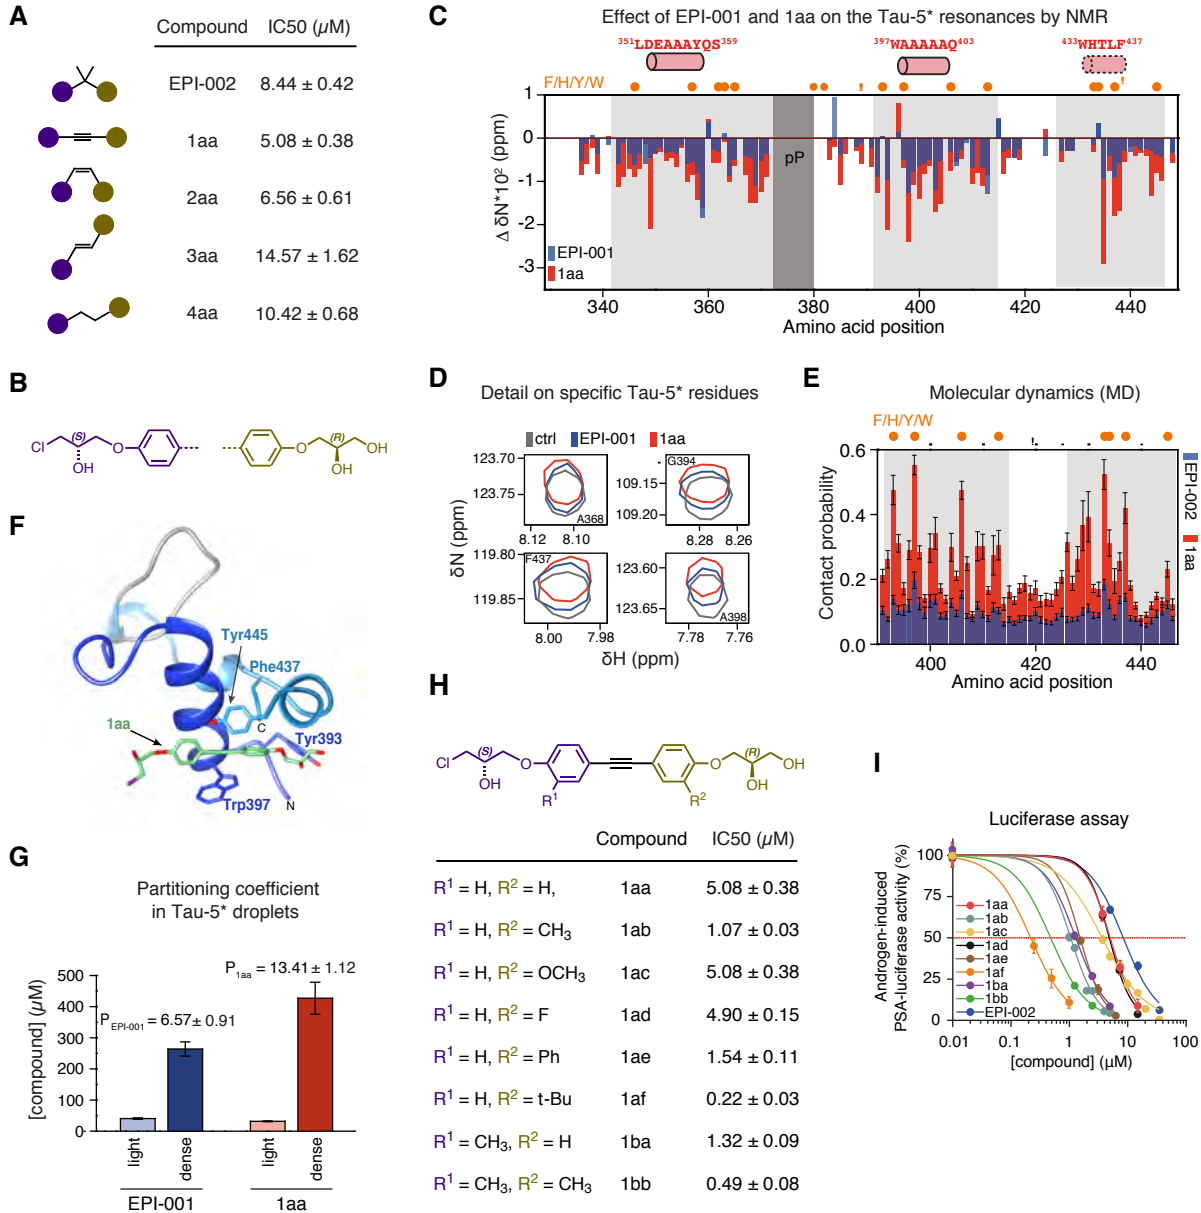 A
Compound IC50 (µM)
EPI-002 8.44 ± 0.42
1aa 5.08 ± 0.38
2aa 6.56 ± 0.61
3aa 14.57 ± 1.62
4aa 10.42 ± 0.68
B
Cl (S) OH O
O (R) OH OH
C
Effect of EPI-001 and 1aa on the Tau-5* resonances by NMR
351LDEAAAYQS359 397WAAAAAQ403 433WHTLF437
F/H/Y/W
Δ δN*10² (ppm)
1
0
-1
-2
-3
pP
EPI-001
1aa
340 360 380 400 420 440
Amino acid position
D
Detail on specific Tau-5* residues
ctrl EPI-001 1aa
δN (ppm)
123.70
123.75
A368
8.12 8.10
G394
109.15
109.20
8.28 8.26
119.80
F437
119.85
8.00 7.98
123.60
123.65
A398
7.78 7.76
δH (ppm)
E
Molecular dynamics (MD)
F/H/Y/W
Contact probability
0.6
0.4
0.2
0.0
400 420 440
Amino acid position
EPI-002
1aa
F
Tyr445
Phe437
1aa
C
Tyr393
Trp397
N
G
Partitioning coefficient
in Tau-5* droplets
P1aa = 13.41± 1.12
PEPI-001 = 6.57± 0.91
[compound] (µM)
500
400
300
200
100
0
light dense light dense
EPI-001 1aa
H
Cl (S) OH O R1 R2 O (R) OH OH
Compound IC50 (µM)
R1 = H, R2 = H, 1aa 5.08 ± 0.38
R1 = H, R2 = CH3 1ab 1.07 ± 0.03
R1 = H, R2 = OCH3 1ac 5.08 ± 0.38
R1 = H, R2 = F 1ad 4.90 ± 0.15
R1 = H, R2 = Ph 1ae 1.54 ± 0.11
R1 = H, R2 = t-Bu 1af 0.22 ± 0.03
R1 = CH3, R2 = H 1ba 1.32 ± 0.09
R1 = CH3, R2 = CH3 1bb 0.49 ± 0.08
I
Luciferase assay
Androgen-induced
PSA-luciferase activity (%)
100
75
50
25
0
1aa
1ab
1ac
1ad
1ae
1af
1ba
1bb
EPI-002
0.01 0.1 1 10 100
[compound] (µM)